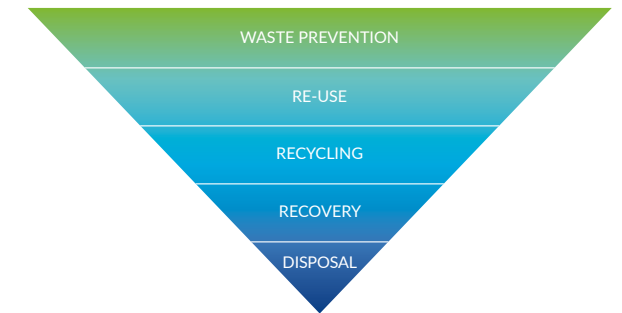 WASTE PREVENTION
RE-USE
RECYCLING
RECOVERY
DISPOSAL